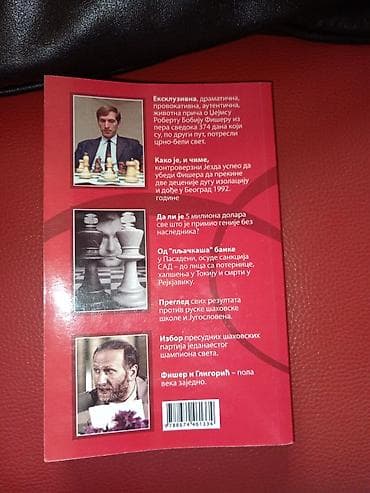 Ексклузивна, драматична,
провокативна, аутентична,
животна прича о Џејмсу
Роберту Бобију Фишеру из
пера сведока 374 дана који
су, по други пут, потресли
црно-бели свет.
Како је, и чиме,
контроверзни Језда успео да
убеди Фишера да прекине
две деценије дугу изолацију
и дође у Београд 1992.
године
Да ли је 5 милиона долара
све што је примио геније без
наследника?
Од "пљачкаша" банке
у Пасадени, осуде санкција
САД – до лица са потернице,
хапшења у Токију и смрти у
Рејкјавику.
Преглед свих резултата
против руске шаховске
школе и Југословена.
Избор пресудних шаховских
партија једанаестог
шампиона света.
Фишер и Глигорић – пола
века заједно.
9788674461334